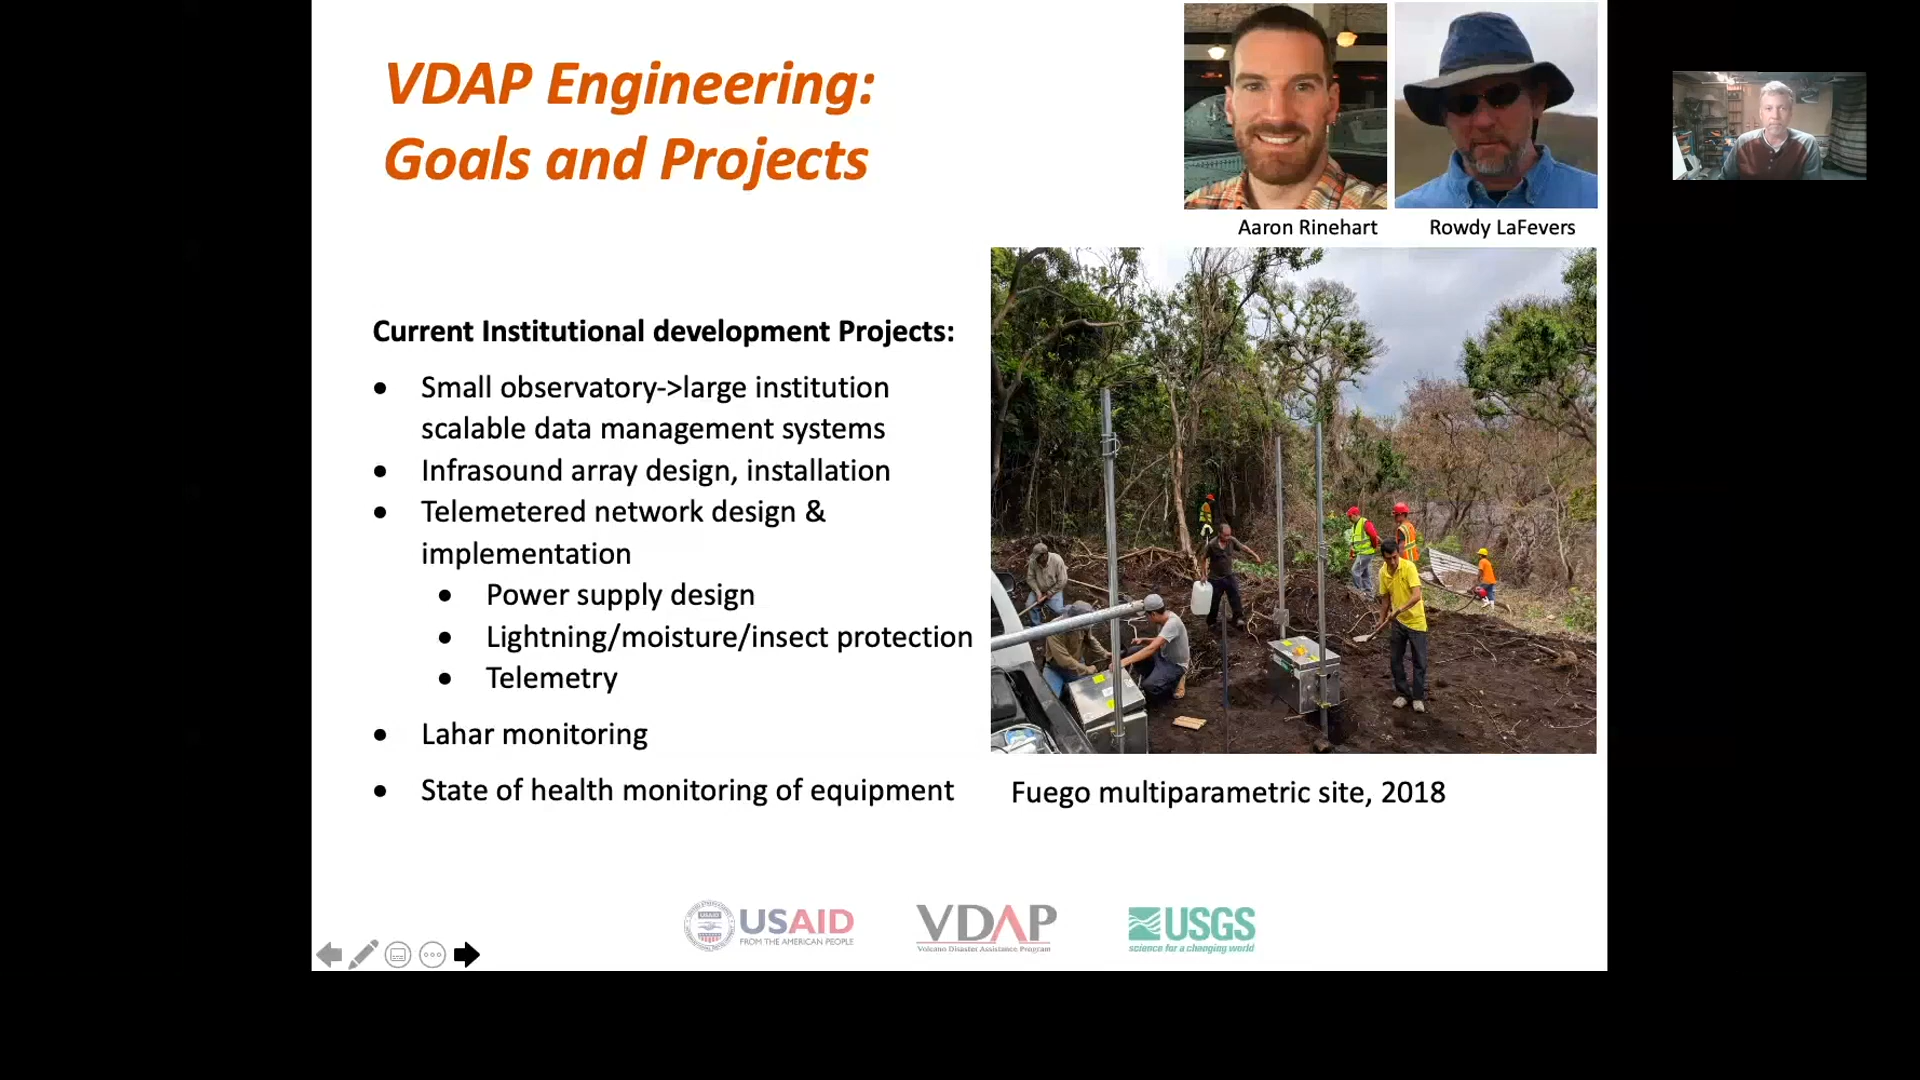 VDAP Engineering:
Goals and Projects
Aaron Rinehart
Rowdy LaFevers
Current Institutional development Projects:
• Small observatory->large institution
scalable data management systems
• Infrasound array design, installation
• Telemetered network design &
implementation
• Power supply design
• Lightning/moisture/insect protection
• Telemetry
• Lahar monitoring
• State of health monitoring of equipment
Fuego multiparametric site, 2018
USAID
FROM THE AMERICAN PEOPLE
VDAP
Volcano Disaster Assistance Program
USGS
science for a changing world